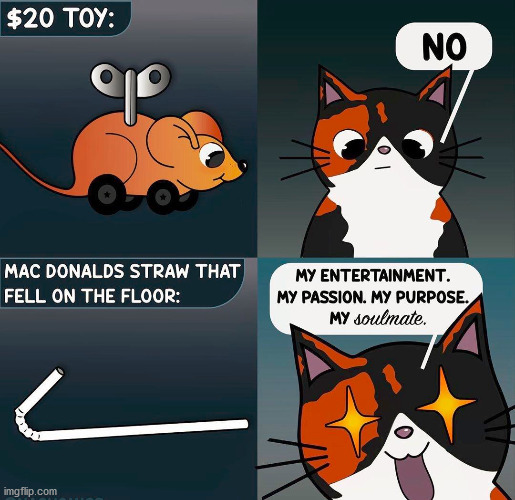 $20 TOY:
NO
MAC DONALDS STRAW THAT
FELL ON THE FLOOR:
MY ENTERTAINMENT.
MY PASSION. MY PURPOSE.
MY soulmate.
imgflip.com